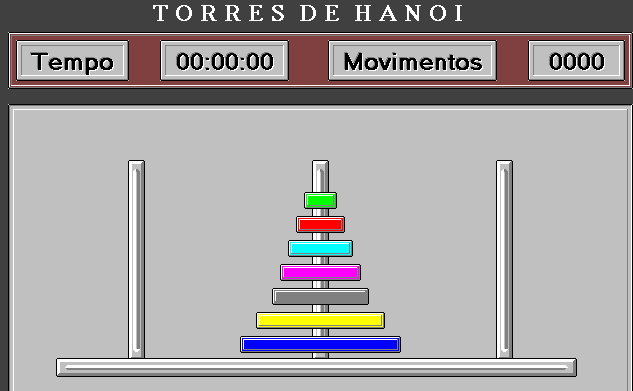 TORRES DE HANOI
Tempo 00:00:00 Movimentos 0000